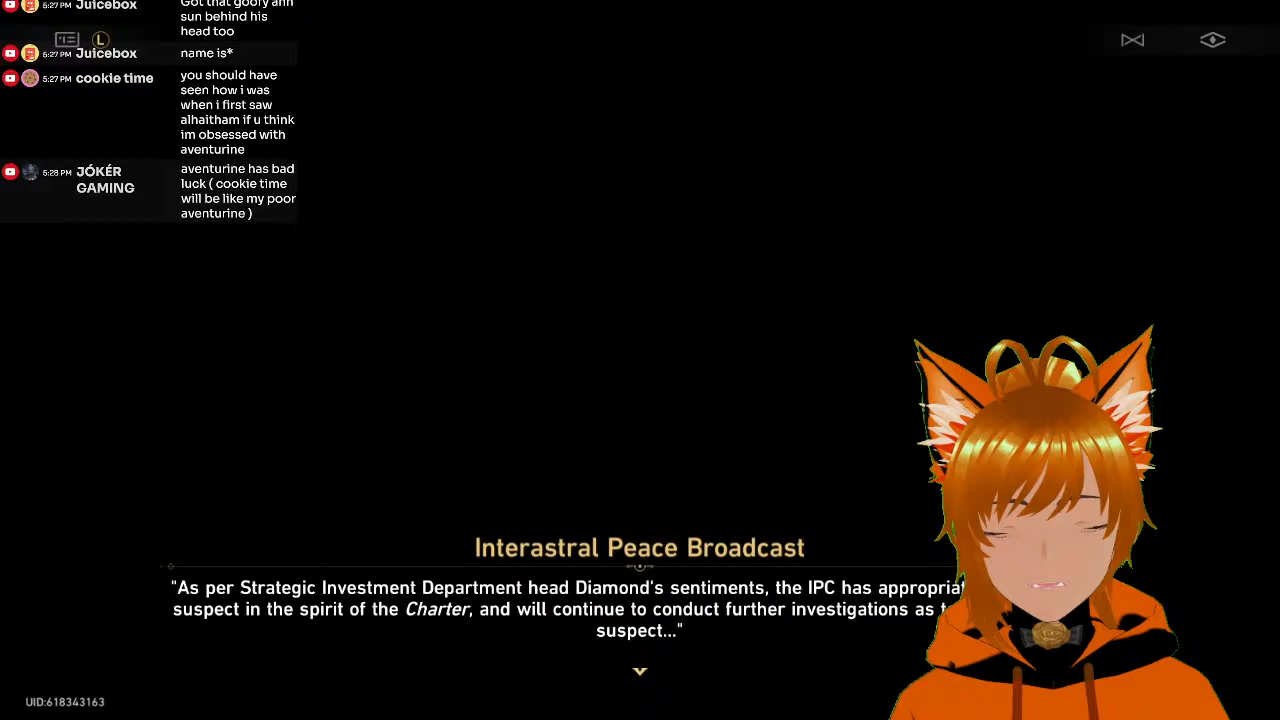 5:27 PM Juicebox
Got that goofy ahh
sun behind his
head too
L
5:27 PM Juicebox
name is*
5:27 PM cookie time
you should have
seen how i was
when i first saw
alhaitham if u think
im obsessed with
aventurine
5:28 PM JÓKÉR
GAMING
aventurine has bad
luck ( cookie time
will be like my poor
aventurine )
Interastral Peace Broadcast
"As per Strategic Investment Department head Diamond's sentiments, the IPC has
suspect in the spirit of the Charter, and will continue to conduct further investigations as
suspect..."
UID:618343163